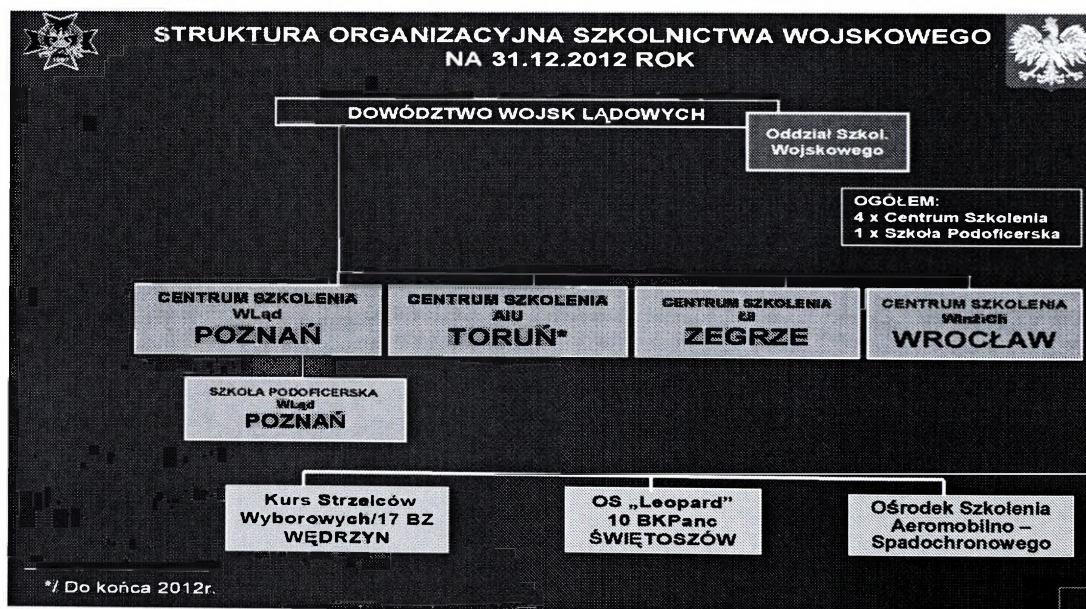 STRUKTURA ORGANIZACYJNA SZKOLNICTWA WOJSKOWEGO
NA 31.12.2012 ROK
DOWÓDZTWO WOJSK LĄDOWYCH
Oddział Szkol.
Wojskowego
OGÓŁEM:
4 x Centrum Szkolenia
1 x Szkoła Podoficerska
CENTRUM SZKOLENIA
WLąd
POZNAŃ
CENTRUM SZKOLENIA
AiU
TORUŃ*
CENTRUM SZKOLENIA
ŁiI
ZEGRZE
CENTRUM SZKOLENIA
WInżiCh
WROCŁAW
SZKOŁA PODOFICERSKA
WLąd
POZNAŃ
Kurs Strzelców
Wyborowych/17 BZ
WĘDRZYN
OS „Leopard”
10 BKPanc
ŚWIĘTOSZÓW
Ośrodek Szkolenia
Aeromobilno –
Spadochronowego
*/ Do końca 2012r.